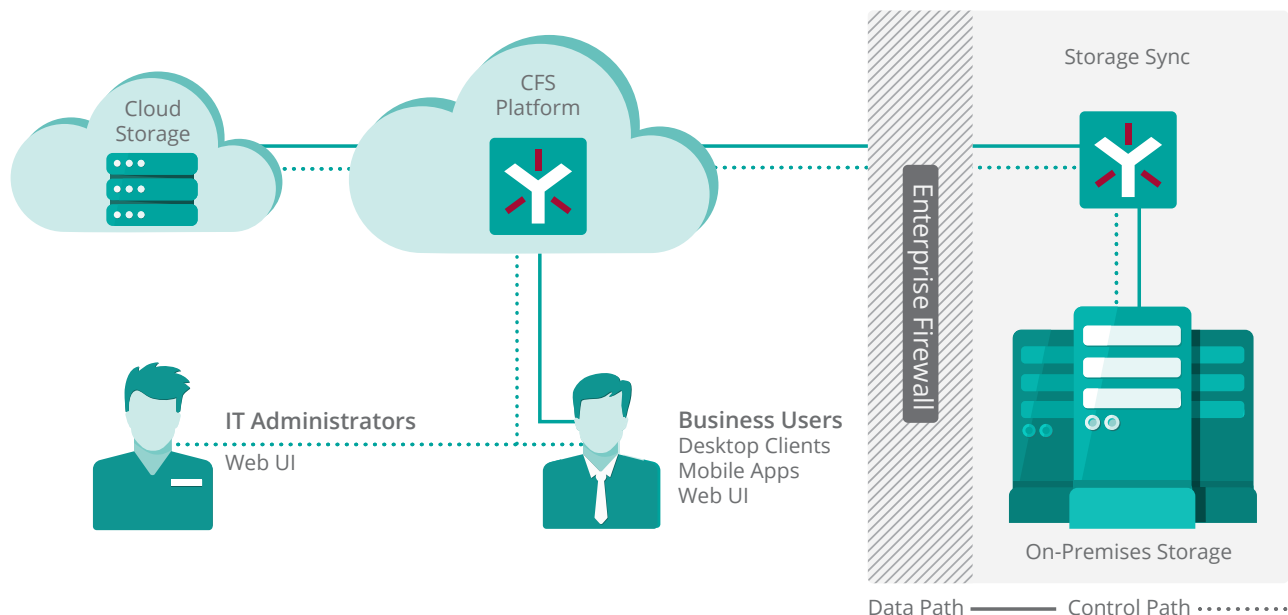 Cloud
Storage
CFS
Platform
Storage Sync
Enterprise Firewall
IT Administrators
Web UI
Business Users
Desktop Clients
Mobile Apps
Web UI
On-Premises Storage
Data Path
Control Path